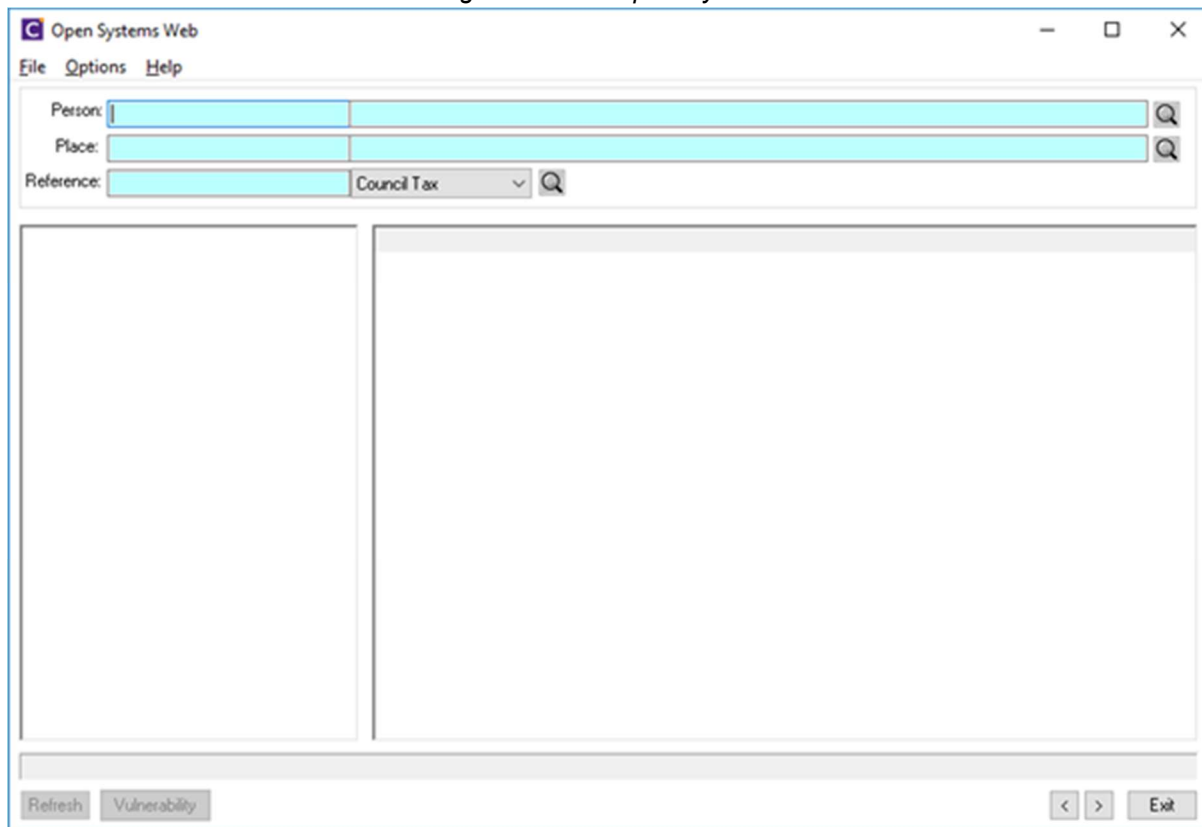 Open Systems Web
File Options Help
Person:
Place:
Reference: Council Tax
Refresh Vulnerability < > Exit